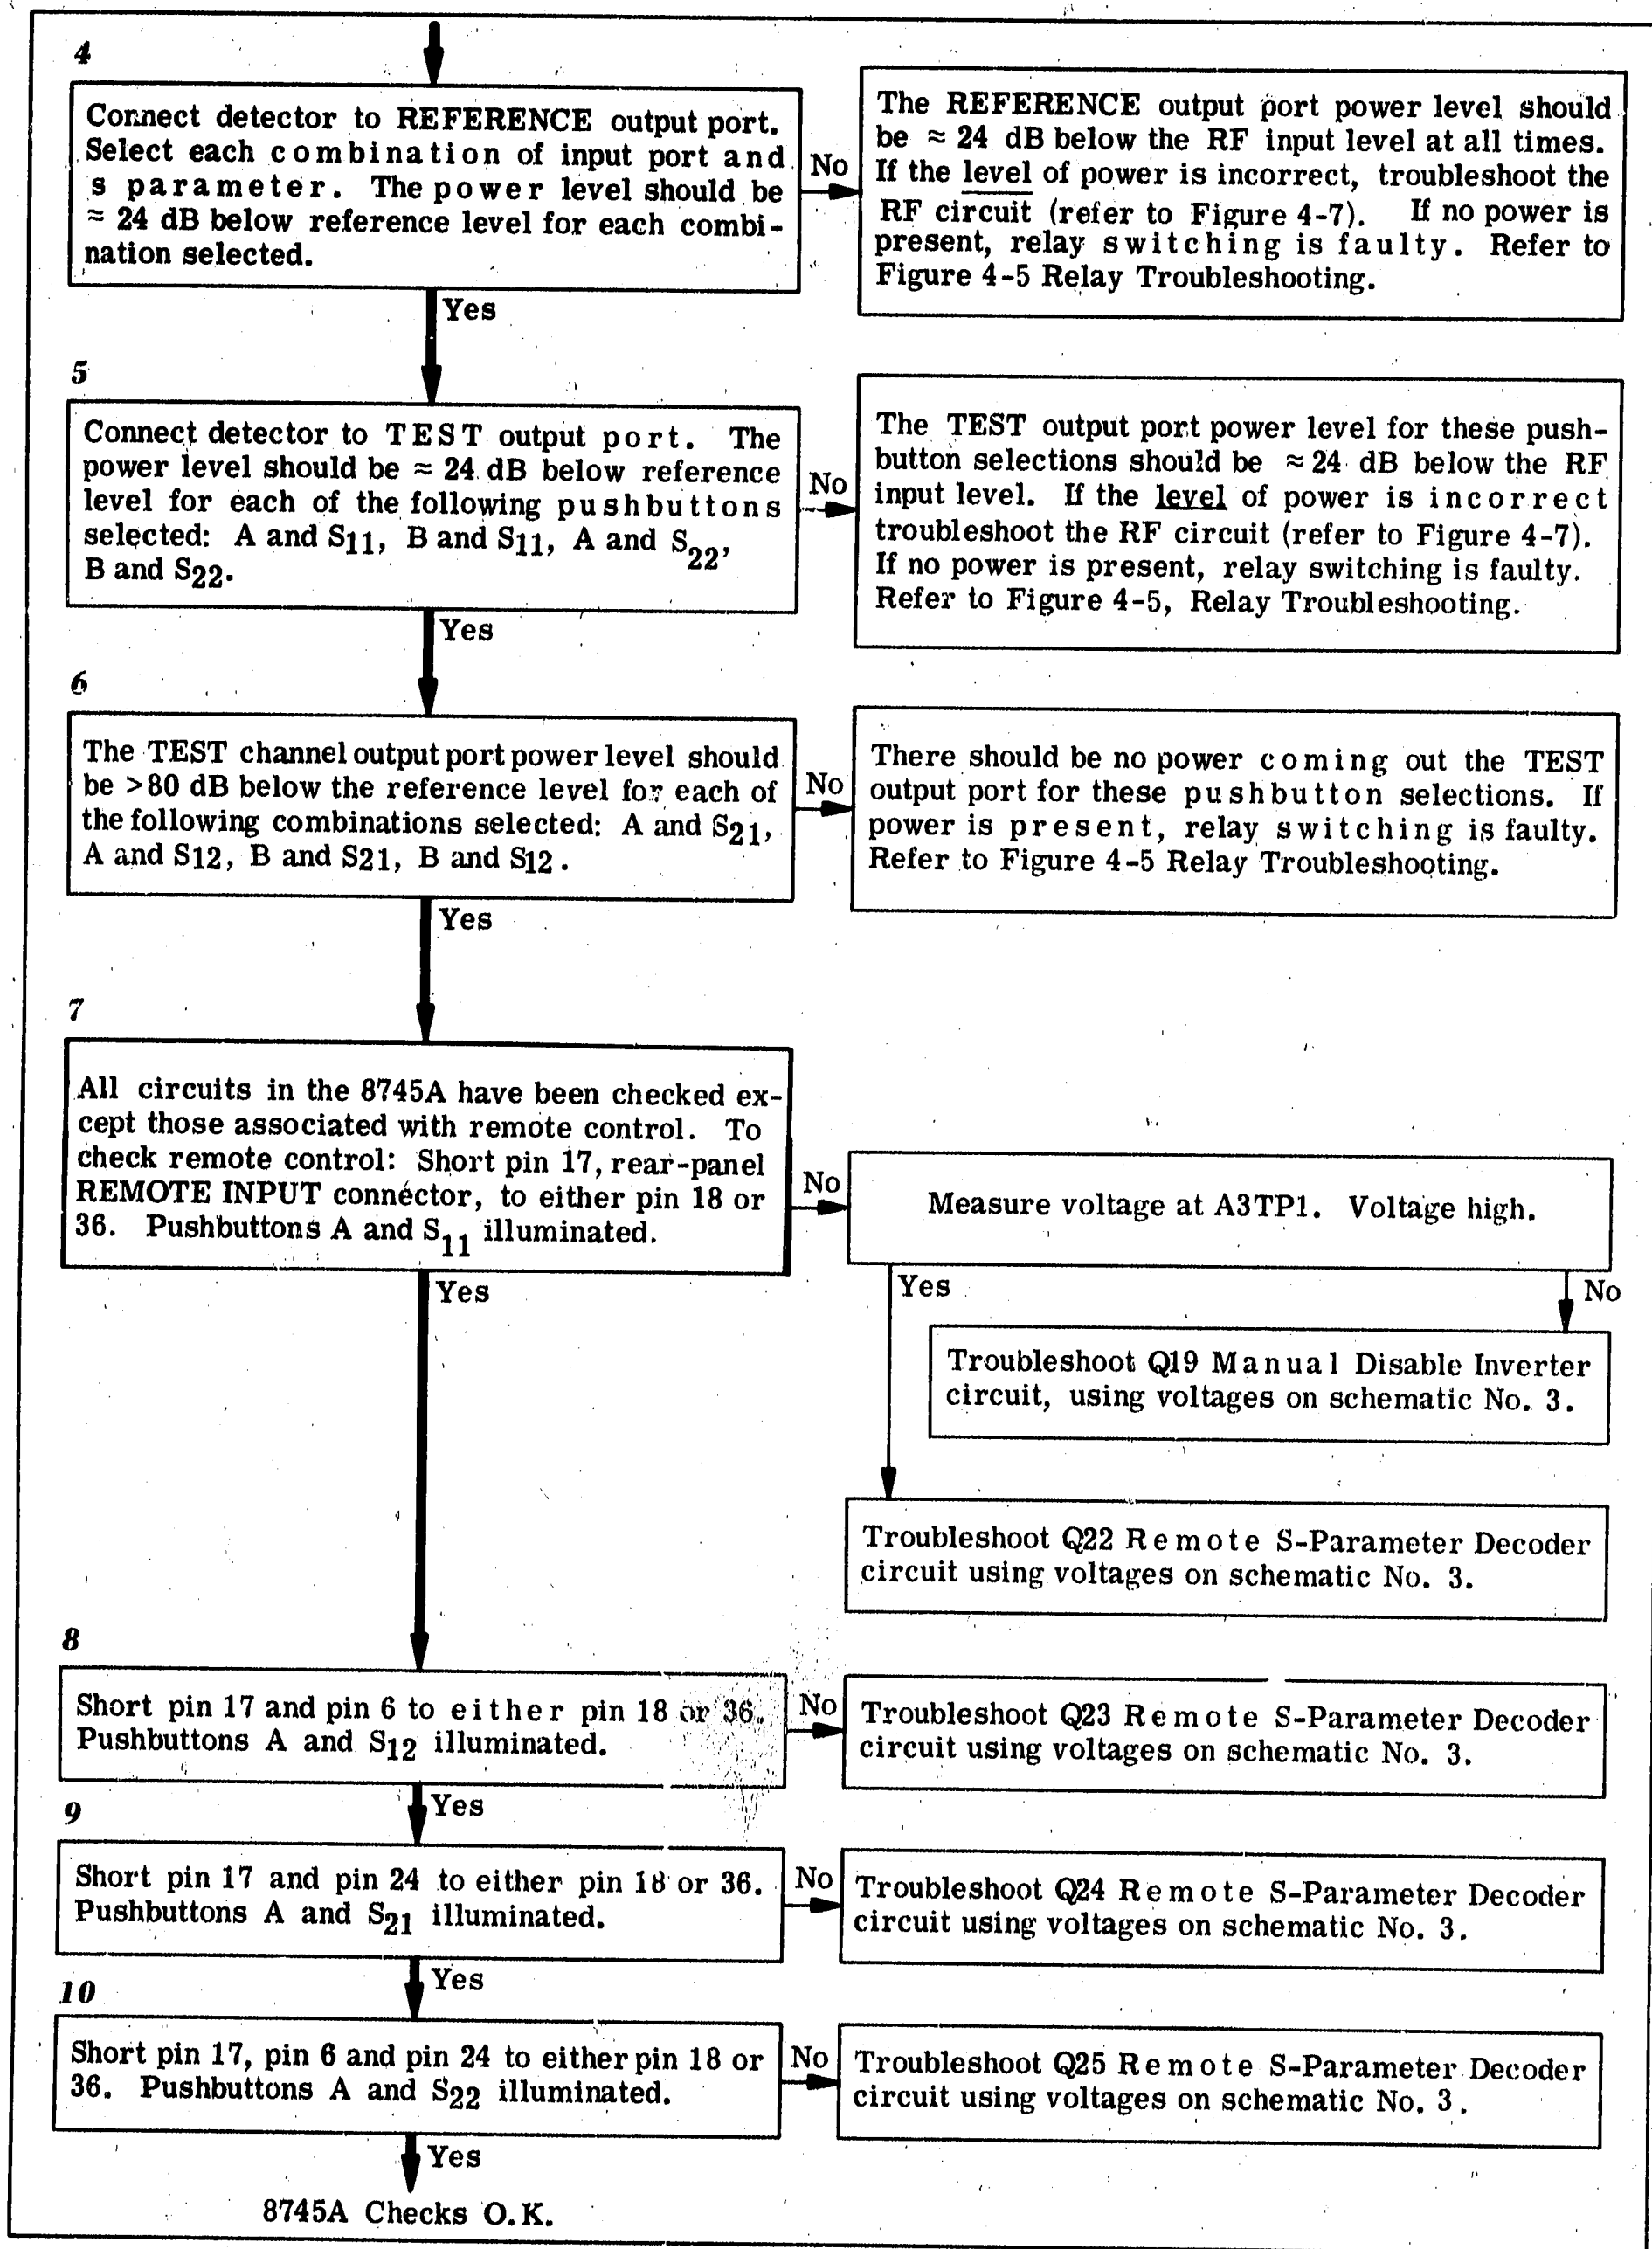 4
Connect detector to REFERENCE output port.
Select each combination of input port and
s parameter. The power level should be
≈ 24 dB below reference level for each combi-
nation selected.
No
The REFERENCE output port power level should
be ≈ 24 dB below the RF input level at all times.
If the level of power is incorrect, troubleshoot the
RF circuit (refer to Figure 4-7). If no power is
present, relay switching is faulty. Refer to
Figure 4-5 Relay Troubleshooting.
Yes
5
Connect detector to TEST output port. The
power level should be ≈ 24 dB below reference
level for each of the following pushbuttons
selected: A and S11, B and S11, A and S22,
B and S22.
No
The TEST output port power level for these push-
button selections should be ≈ 24 dB below the RF
input level. If the level of power is incorrect
troubleshoot the RF circuit (refer to Figure 4-7).
If no power is present, relay switching is faulty.
Refer to Figure 4-5, Relay Troubleshooting.
Yes
6
The TEST channel output port power level should
be >80 dB below the reference level for each of
the following combinations selected: A and S21,
A and S12, B and S21, B and S12.
No
There should be no power coming out the TEST
output port for these pushbutton selections. If
power is present, relay switching is faulty.
Refer to Figure 4-5 Relay Troubleshooting.
Yes
7
All circuits in the 8745A have been checked ex-
cept those associated with remote control. To
check remote control: Short pin 17, rear-panel
REMOTE INPUT connector, to either pin 18 or
36. Pushbuttons A and S11 illuminated.
No
Measure voltage at A3TP1. Voltage high.
Yes
Yes
No
Troubleshoot Q19 Manual Disable Inverter
circuit, using voltages on schematic No. 3.
Troubleshoot Q22 Remote S-Parameter Decoder
circuit using voltages on schematic No. 3.
8
Short pin 17 and pin 6 to either pin 18 or 36.
Pushbuttons A and S12 illuminated.
No
Troubleshoot Q23 Remote S-Parameter Decoder
circuit using voltages on schematic No. 3.
Yes
9
Short pin 17 and pin 24 to either pin 18 or 36.
Pushbuttons A and S21 illuminated.
No
Troubleshoot Q24 Remote S-Parameter Decoder
circuit using voltages on schematic No. 3.
Yes
10
Short pin 17, pin 6 and pin 24 to either pin 18 or
36. Pushbuttons A and S22 illuminated.
No
Troubleshoot Q25 Remote S-Parameter Decoder
circuit using voltages on schematic No. 3.
Yes
8745A Checks O.K.